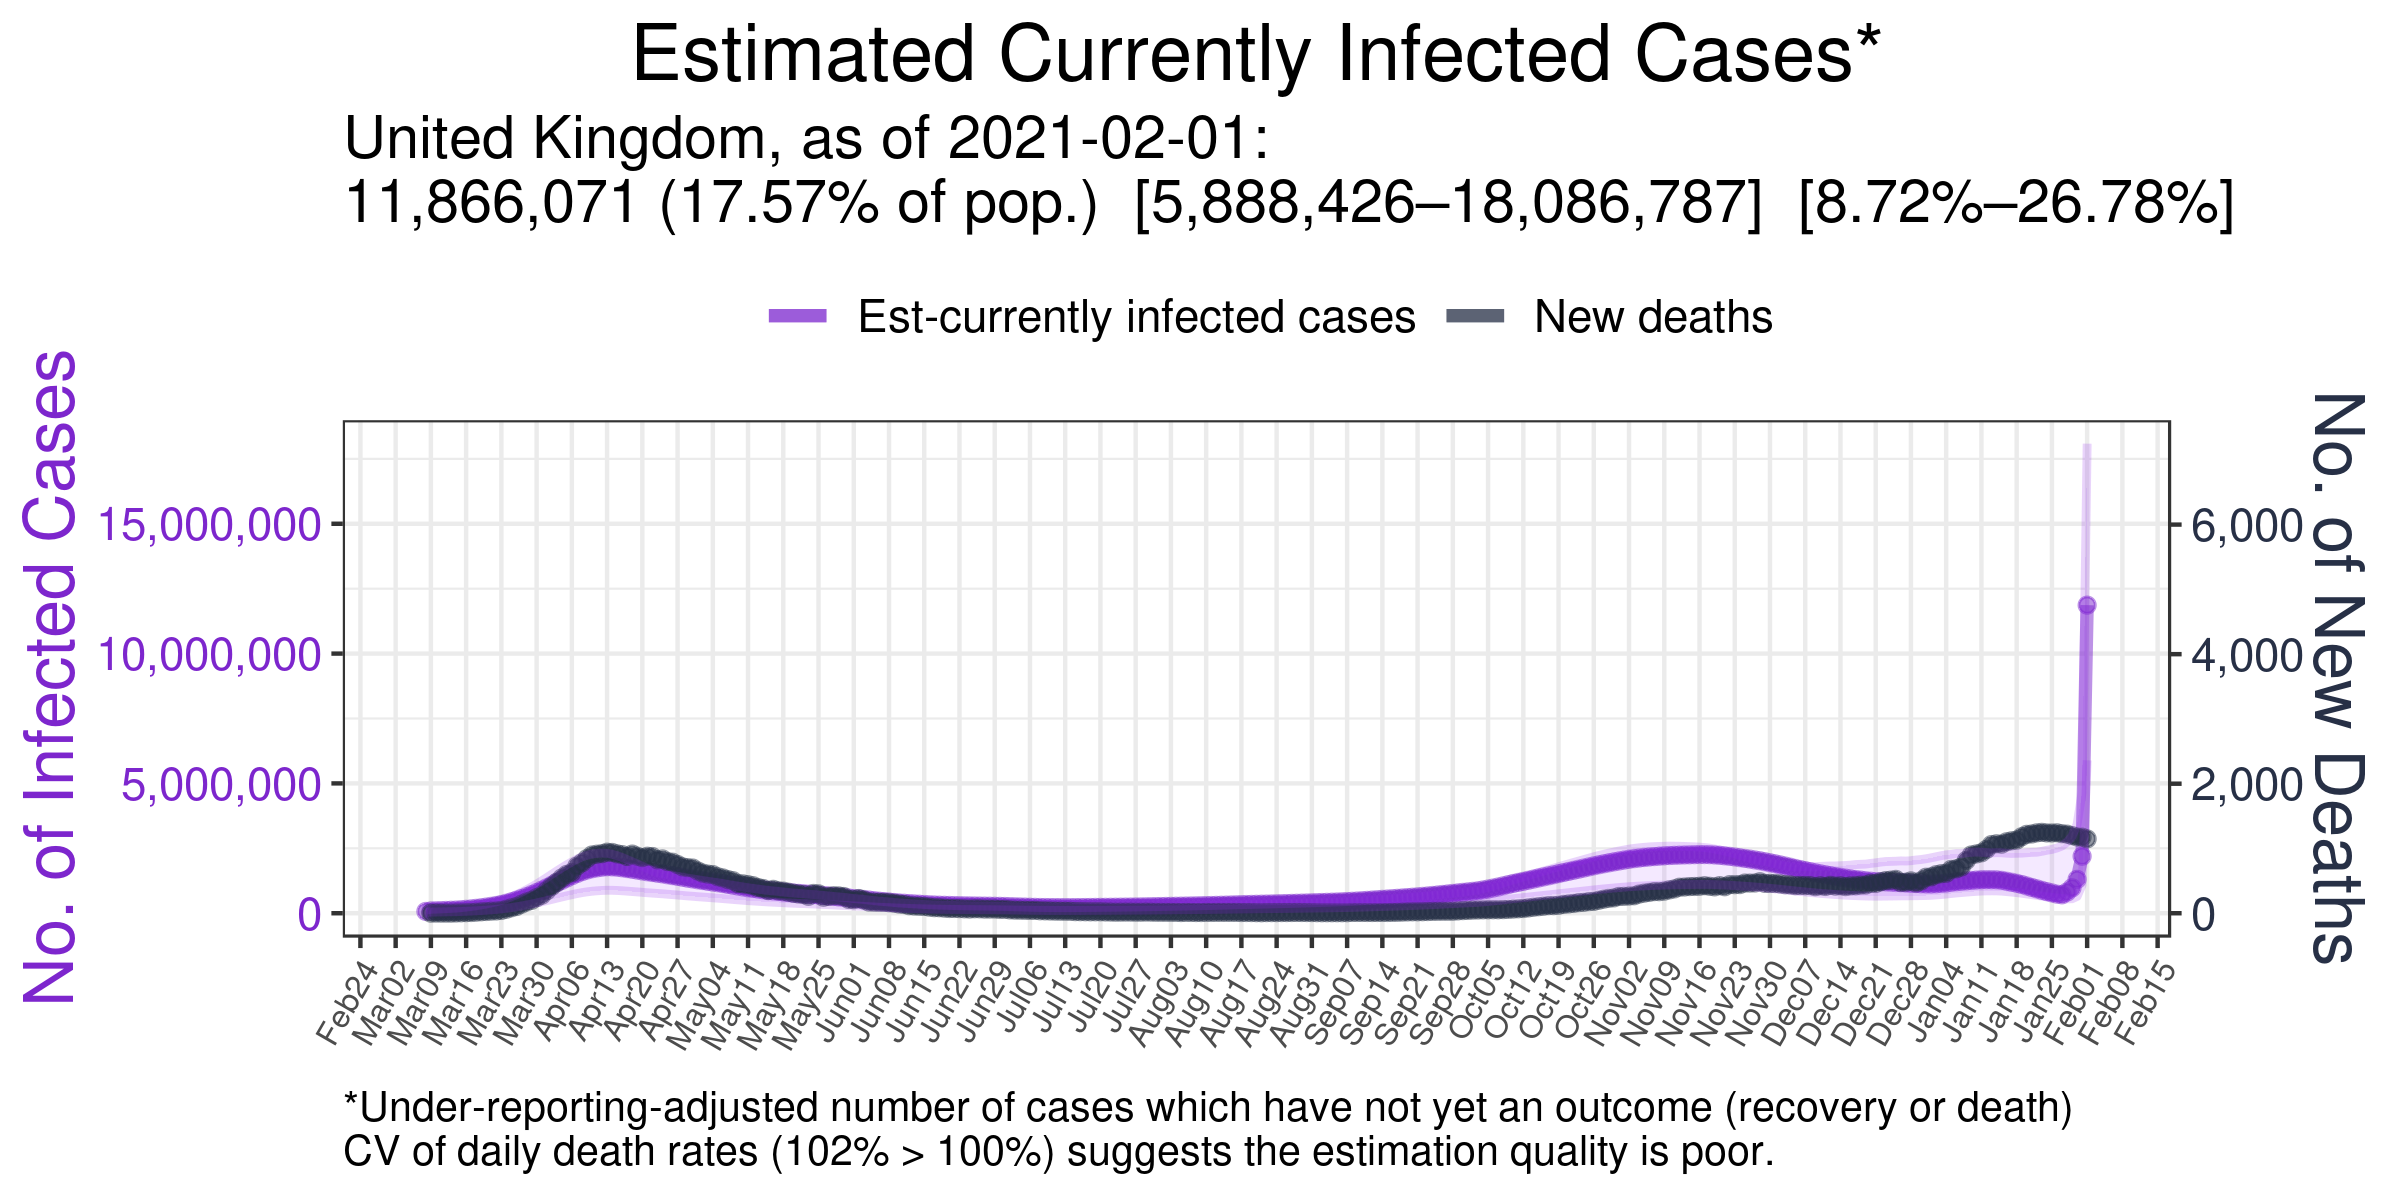 Estimated Currently Infected Cases*
United Kingdom, as of 2021-02-01:
11,866,071 (17.57% of pop.) [5,888,426–18,086,787] [8.72%–26.78%]
Est-currently infected cases
New deaths
No. of Infected Cases
15,000,000
10,000,000
5,000,000
0
6,000
4,000
2,000
0
No. of New Deaths
Feb24
Mar02
Mar09
Mar16
Mar23
Mar30
Apr06
Apr13
Apr20
Apr27
May04
May11
May18
May25
Jun01
Jun08
Jun15
Jun22
Jun29
Jul06
Jul13
Jul20
Jul27
Aug03
Aug10
Aug17
Aug24
Aug31
Sep07
Sep14
Sep21
Sep28
Oct05
Oct12
Oct19
Oct26
Nov02
Nov09
Nov16
Nov23
Nov30
Dec07
Dec14
Dec21
Dec28
Jan04
Jan11
Jan18
Jan25
Feb01
Feb08
Feb15
*Under-reporting-adjusted number of cases which have not yet an outcome (recovery or death)
CV of daily death rates (102% > 100%) suggests the estimation quality is poor.